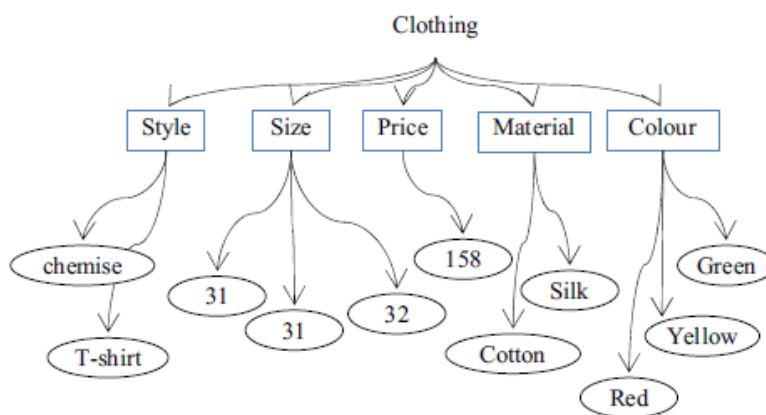 Clothing
Style
Size
Price
Material
Colour
chemise
31
31
32
158
Silk
Green
T-shirt
Cotton
Yellow
Red